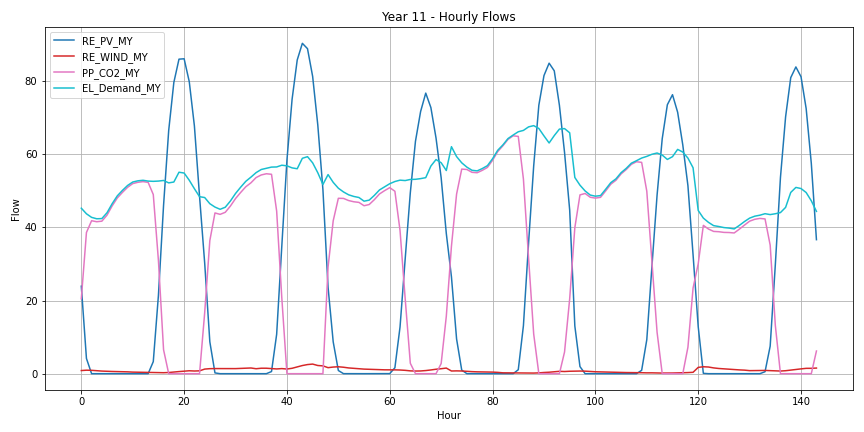 Year 11 - Hourly Flows
RE_PV_MY
RE_WIND_MY
PP_CO2_MY
EL_Demand_MY
Flow
80
60
40
20
0
0 20 40 60 80 100 120 140
Hour